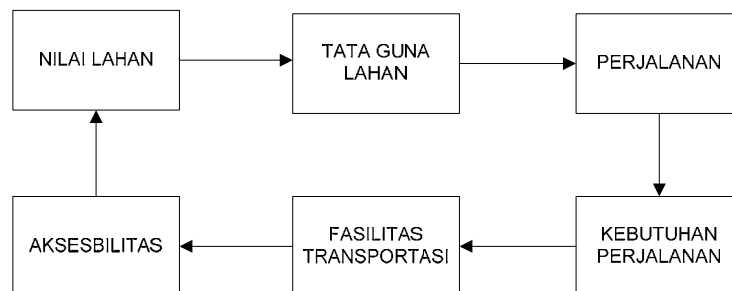 NILAI LAHAN
TATA GUNA
LAHAN
PERJALANAN
AKSESBILITAS
FASILITAS
TRANSPORTASI
KEBUTUHAN
PERJALANAN